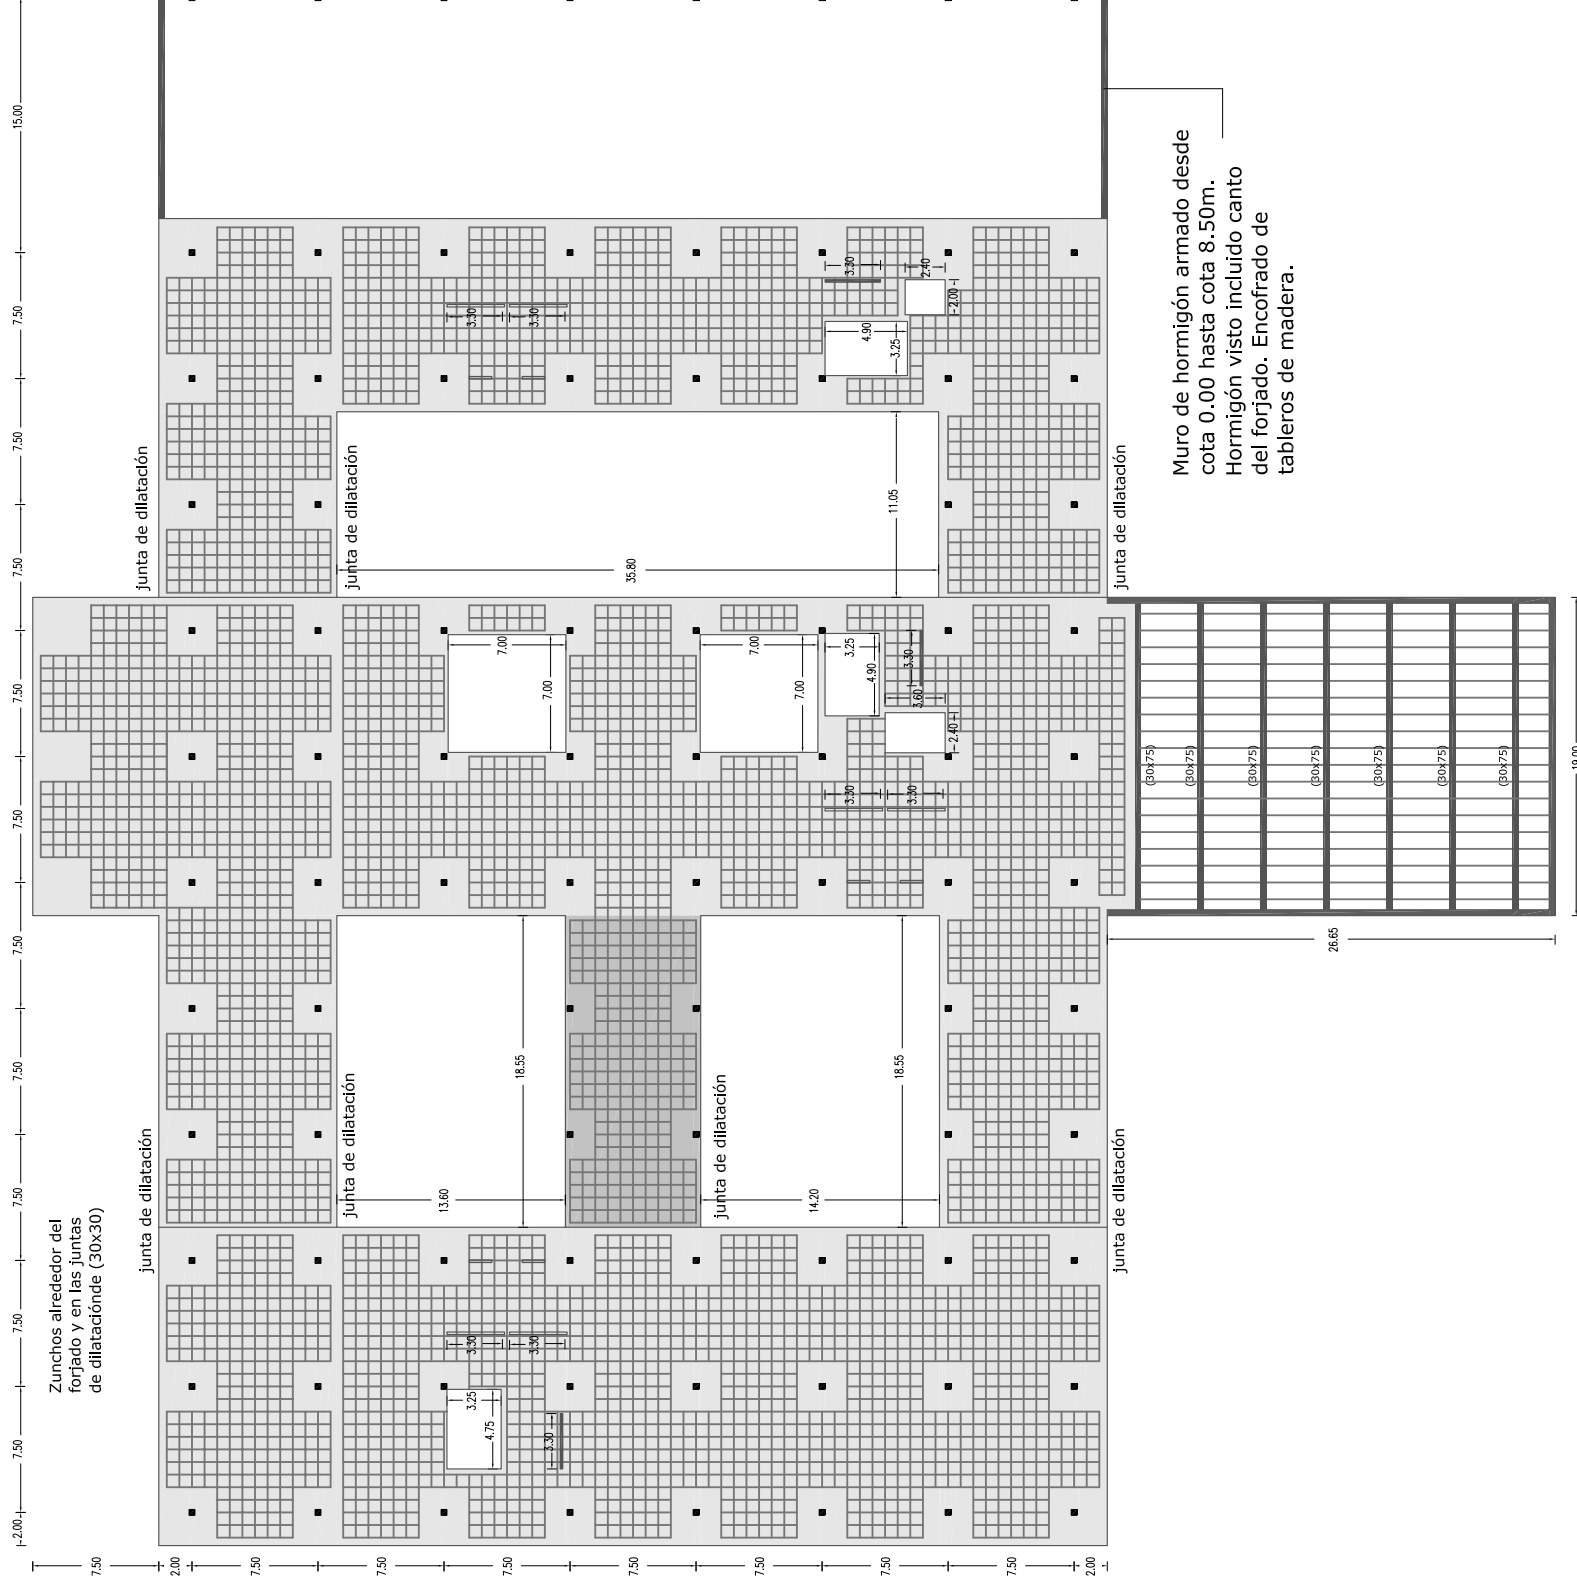 15.00
7.50
7.50
7.50
7.50
7.50
7.50
7.50
7.50
7.50
7.50
2.00
7.50
2.00
7.50
7.50
7.50
7.50
7.50
7.50
7.50
2.00
Muro de hormigón armado desde
cota 0.00 hasta cota 8.50m.
Hormigón visto incluido canto
del forjado. Encofrado de
tableros de madera.
Zunchos alrededor del
forjado y en las juntas
de dilataciónde (30x30)
junta de dilatación
junta de dilatación
junta de dilatación
junta de dilatación
junta de dilatación
junta de dilatación
junta de dilatación
3.30
3.30
3.30
2.40
2.00
4.90
3.25
11.05
35.80
7.00
7.00
7.00
7.00
3.25
4.90
3.30
3.60
2.40
3.30
3.30
(30x75)
(30x75)
(30x75)
(30x75)
(30x75)
(30x75)
(30x75)
19.00
26.65
18.55
18.55
13.60
14.20
3.30
3.30
3.25
4.75
3.30